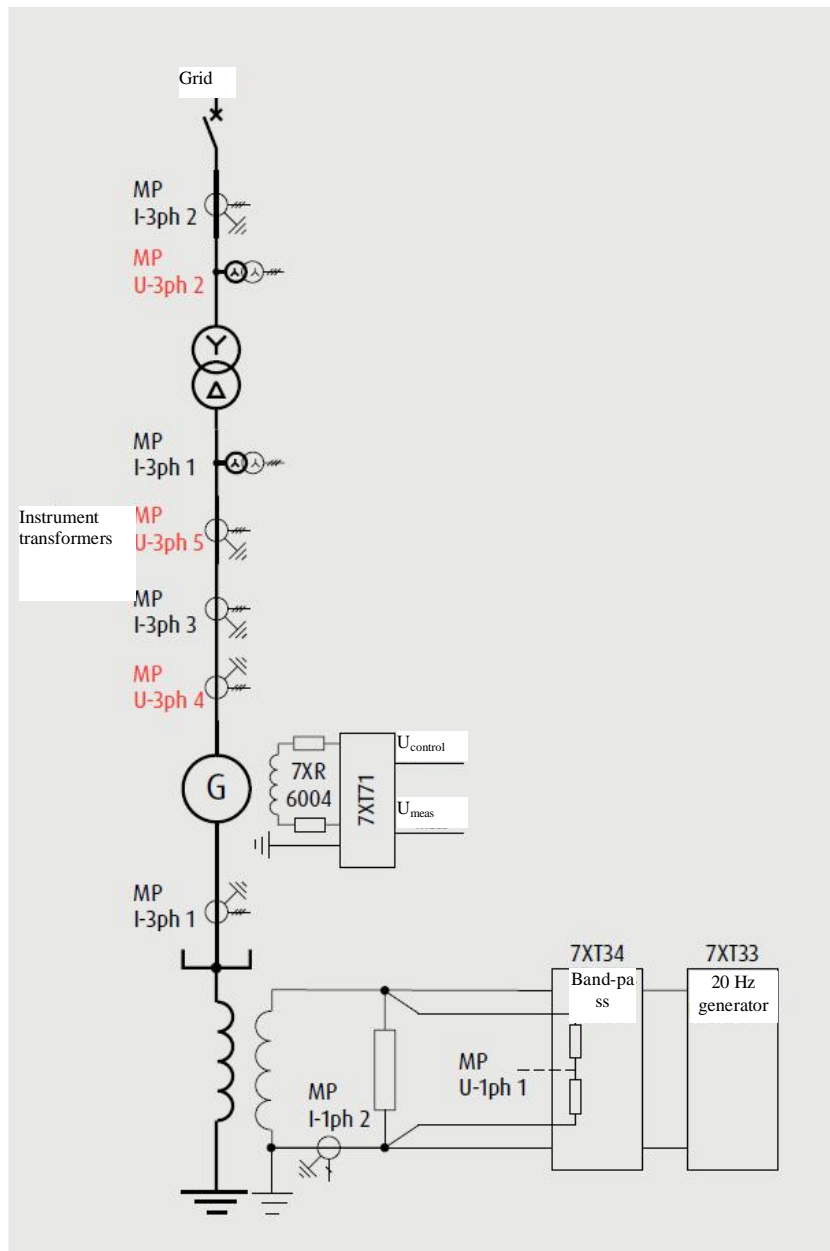 Grid
MP
I-3ph 2
MP
U-3ph 2
MP
I-3ph 1
Instrument
transformers
MP
U-3ph 5
MP
I-3ph 3
MP
U-3ph 4
G
7XR
6004
7XT71
Ucontrol
Umeas
MP
I-3ph 1
7XT34
7XT33
Band-pa
ss
20 Hz
generator
MP
U-1ph 1
MP
I-1ph 2